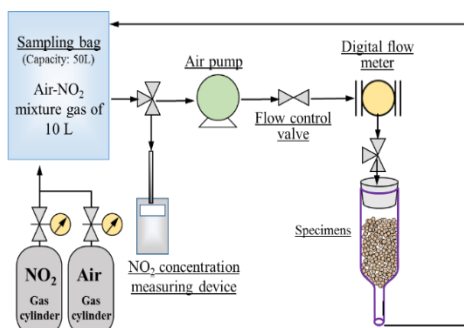 Sampling bag
(Capacity: 50L)
Air-NO₂
mixture gas of
10 L
Air pump
Digital flow
meter
Flow control
valve
Specimens
NO₂ concentration
measuring device
NO₂
Gas
cylinder
Air
Gas
cylinder